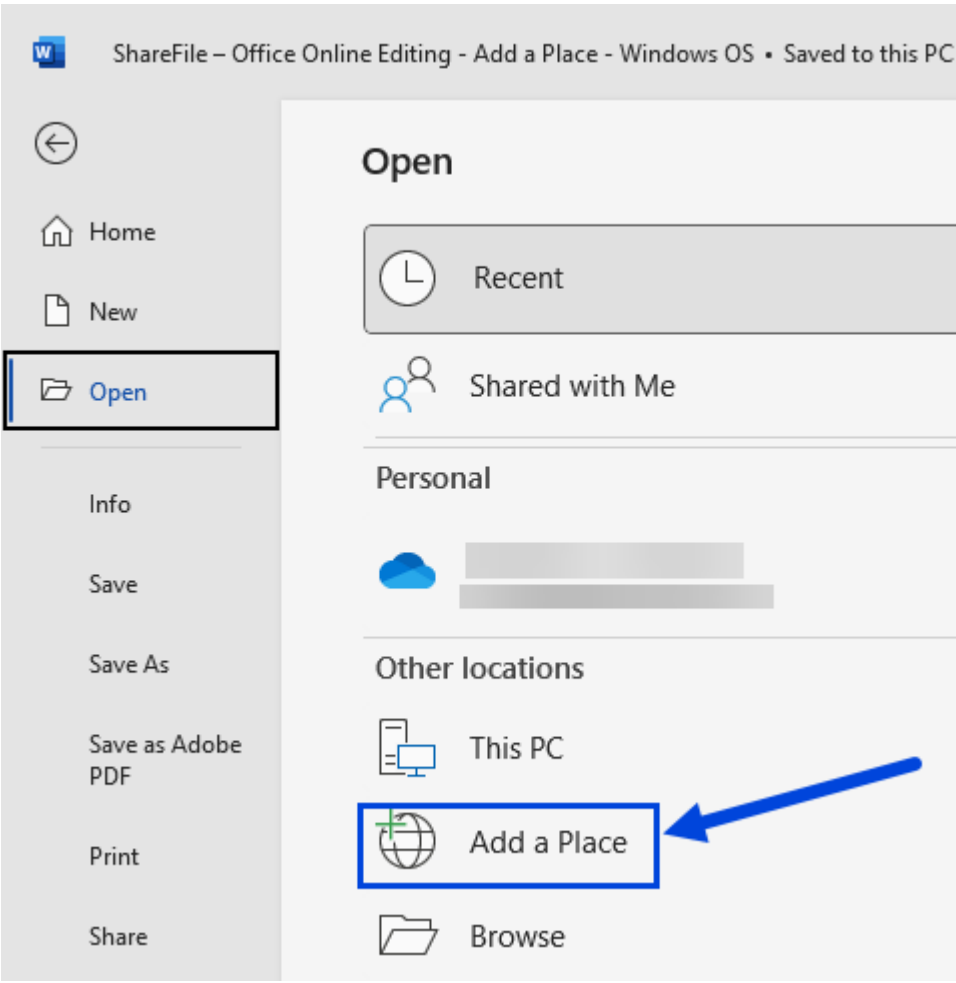 W
ShareFile – Office Online Editing - Add a Place - Windows OS • Saved to this PC
Open
Home
Recent
New
Shared with Me
Open
Personal
Info
Save
Save As
Other locations
Save as Adobe
PDF
This PC
Add a Place
Print
Share
Browse